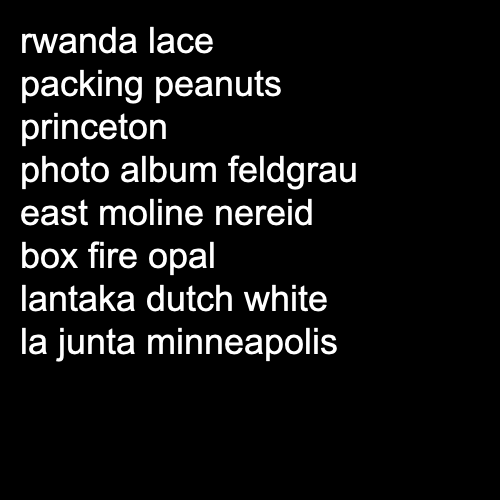 rwanda lace
packing peanuts
princeton
photo album feldgrau
east moline nereid
box fire opal
lantaka dutch white
la junta minneapolis